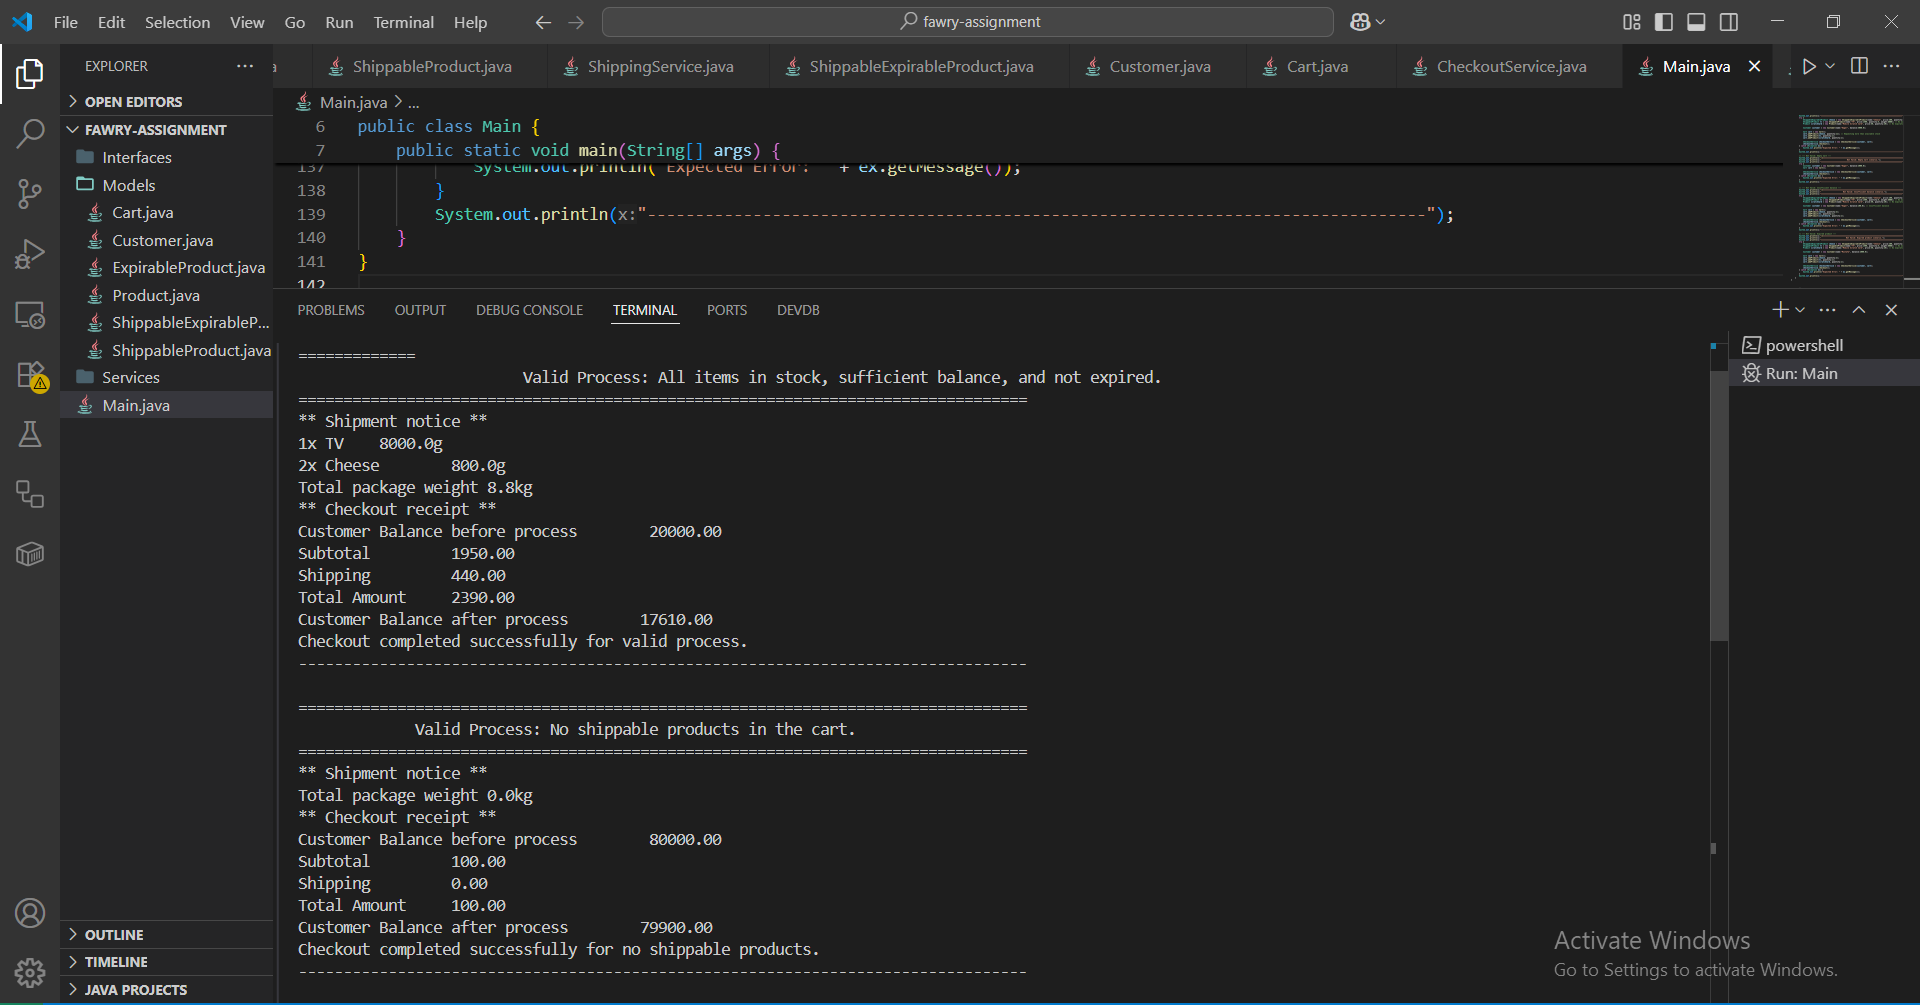 File Edit Selection View Go Run Terminal Help
fawry-assignment
EXPLORER
ShippableProduct.java
ShippingService.java
ShippableExpirableProduct.java
Customer.java
Cart.java
CheckoutService.java
Main.java
OPEN EDITORS
FAWRY-ASSIGNMENT
Interfaces
Models
Cart.java
Customer.java
ExpirableProduct.java
Product.java
ShippableExpirableP...
ShippableProduct.java
Services
Main.java
OUTLINE
TIMELINE
JAVA PROJECTS
Main.java > ...
6 public class Main {
7 public static void main(String[] args) {
137 System.out.println("Expected Error: " + ex.getMessage());
138 }
139 System.out.println(x:"---------------------------------------------------------------------------------");
140 }
141 }
142
PROBLEMS OUTPUT DEBUG CONSOLE TERMINAL PORTS DEVDB
powershell
Run: Main
=============
Valid Process: All items in stock, sufficient balance, and not expired.
=================================================================================
** Shipment notice **
1x TV 8000.0g
2x Cheese 800.0g
Total package weight 8.8kg
** Checkout receipt **
Customer Balance before process 20000.00
Subtotal 1950.00
Shipping 440.00
Total Amount 2390.00
Customer Balance after process 17610.00
Checkout completed successfully for valid process.
---------------------------------------------------------------------------------
=================================================================================
Valid Process: No shippable products in the cart.
=================================================================================
** Shipment notice **
Total package weight 0.0kg
** Checkout receipt **
Customer Balance before process 80000.00
Subtotal 100.00
Shipping 0.00
Total Amount 100.00
Customer Balance after process 79900.00
Checkout completed successfully for no shippable products.
---------------------------------------------------------------------------------
Activate Windows
Go to Settings to activate Windows.